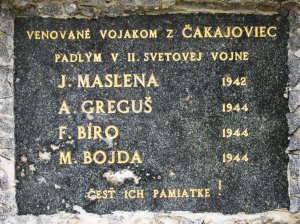 VENOVANÉ VOJAKOM Z ČAKAJOVIEC
PADLÝM V II. SVETOVEJ VOJNE
J. MASLENA 1942
A. GREGUŠ 1944
F. BÍRO 1944
M. BOJDA 1944
ČESŤ ICH PAMIATKE !